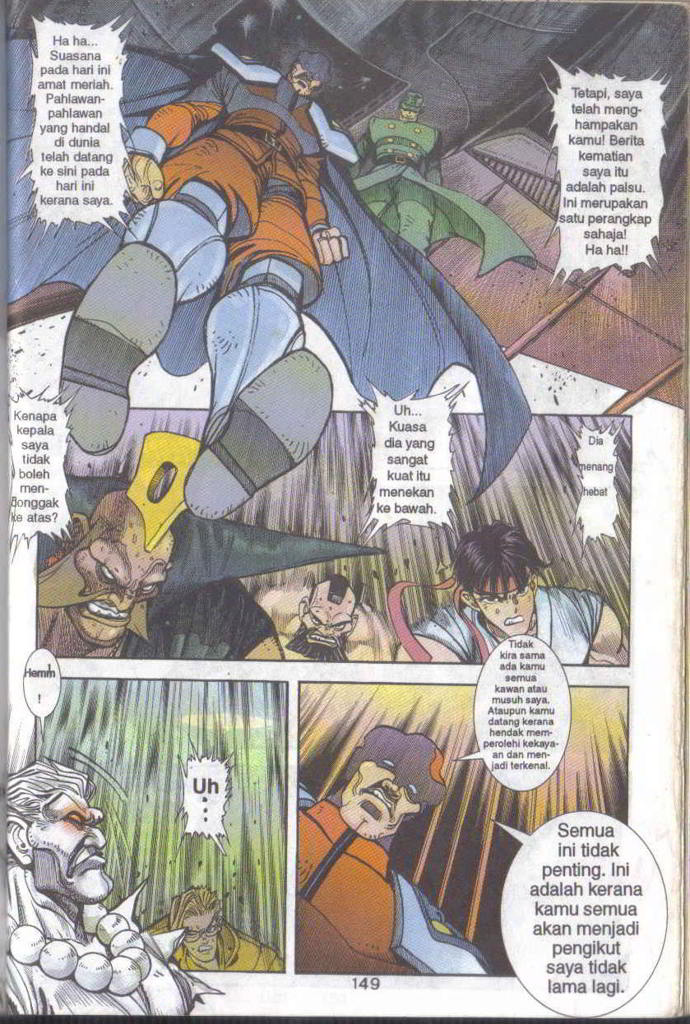 Ha ha...
Suasana
pada hari ini
amat meriah.
Pahlawan-
pahlawan
yang handal
di dunia
telah datang
ke sini pada
hari ini
kerana saya.
Tetapi, saya
telah meng-
hampakan
kamu! Berita
kematian
saya itu
adalah palsu.
Ini merupakan
satu perangkap
sahaja!
Ha ha!!
Kenapa
kepala
saya
tidak
boleh
men-
donggak
ke atas?
Uh...
Kuasa
dia yang
sangat
kuat itu
menekan
ke bawah.
Dia
menang
hebat
Hemm
!
Uh
...
Tidak
kira sama
ada kamu
semua
kawan atau
musuh saya.
Ataupun kamu
datang kerana
hendak mem-
perolehi kekaya-
an dan men-
jadi terkenal.
Semua
ini tidak
penting. Ini
adalah kerana
kamu semua
akan menjadi
pengikut
saya tidak
lama lagi.
149